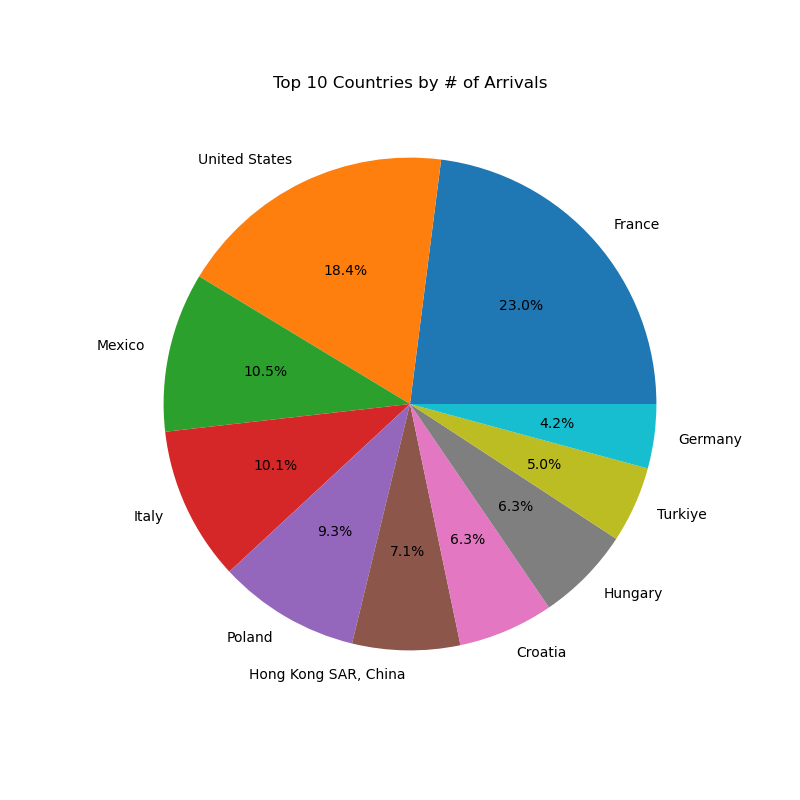 Top 10 Countries by # of Arrivals
United States
France
18.4%
23.0%
Mexico
10.5%
4.2%
Germany
10.1%
5.0%
Italy
6.3%
Turkiye
9.3%
6.3%
7.1%
Hungary
Poland
Croatia
Hong Kong SAR, China